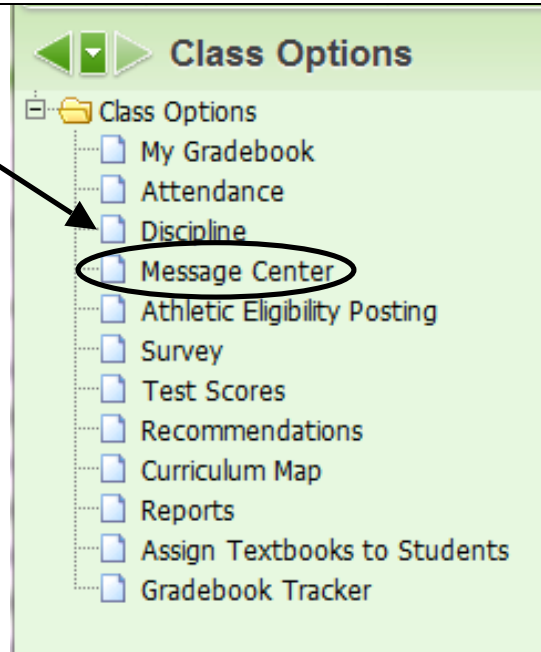 Class Options
Class Options
My Gradebook
Attendance
Discipline
Message Center
Athletic Eligibility Posting
Survey
Test Scores
Recommendations
Curriculum Map
Reports
Assign Textbooks to Students
Gradebook Tracker